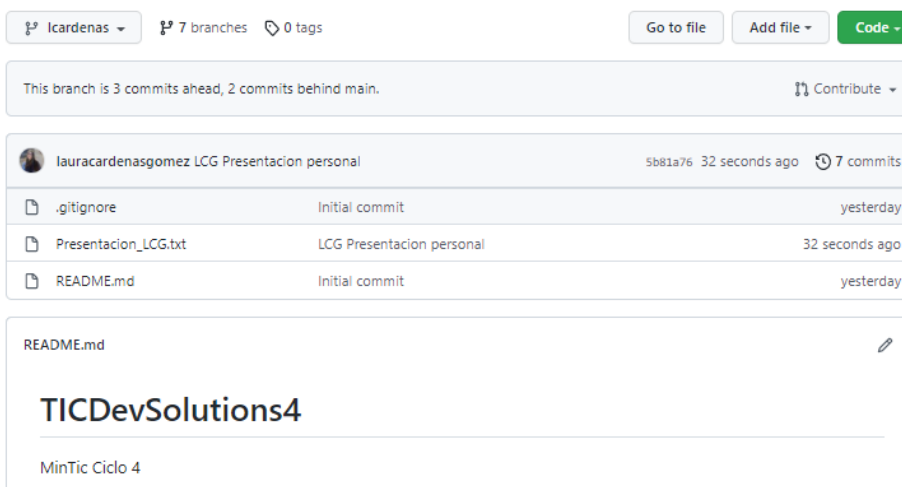 lcardenas 7 branches 0 tags Go to file Add file Code
This branch is 3 commits ahead, 2 commits behind main. Contribute
lauracardenasgomez LCG Presentacion personal 5b81a76 32 seconds ago 7 commits
.gitignore Initial commit yesterday
Presentacion_LCG.txt LCG Presentacion personal 32 seconds ago
README.md Initial commit yesterday
README.md
TICDevSolutions4
MinTic Ciclo 4